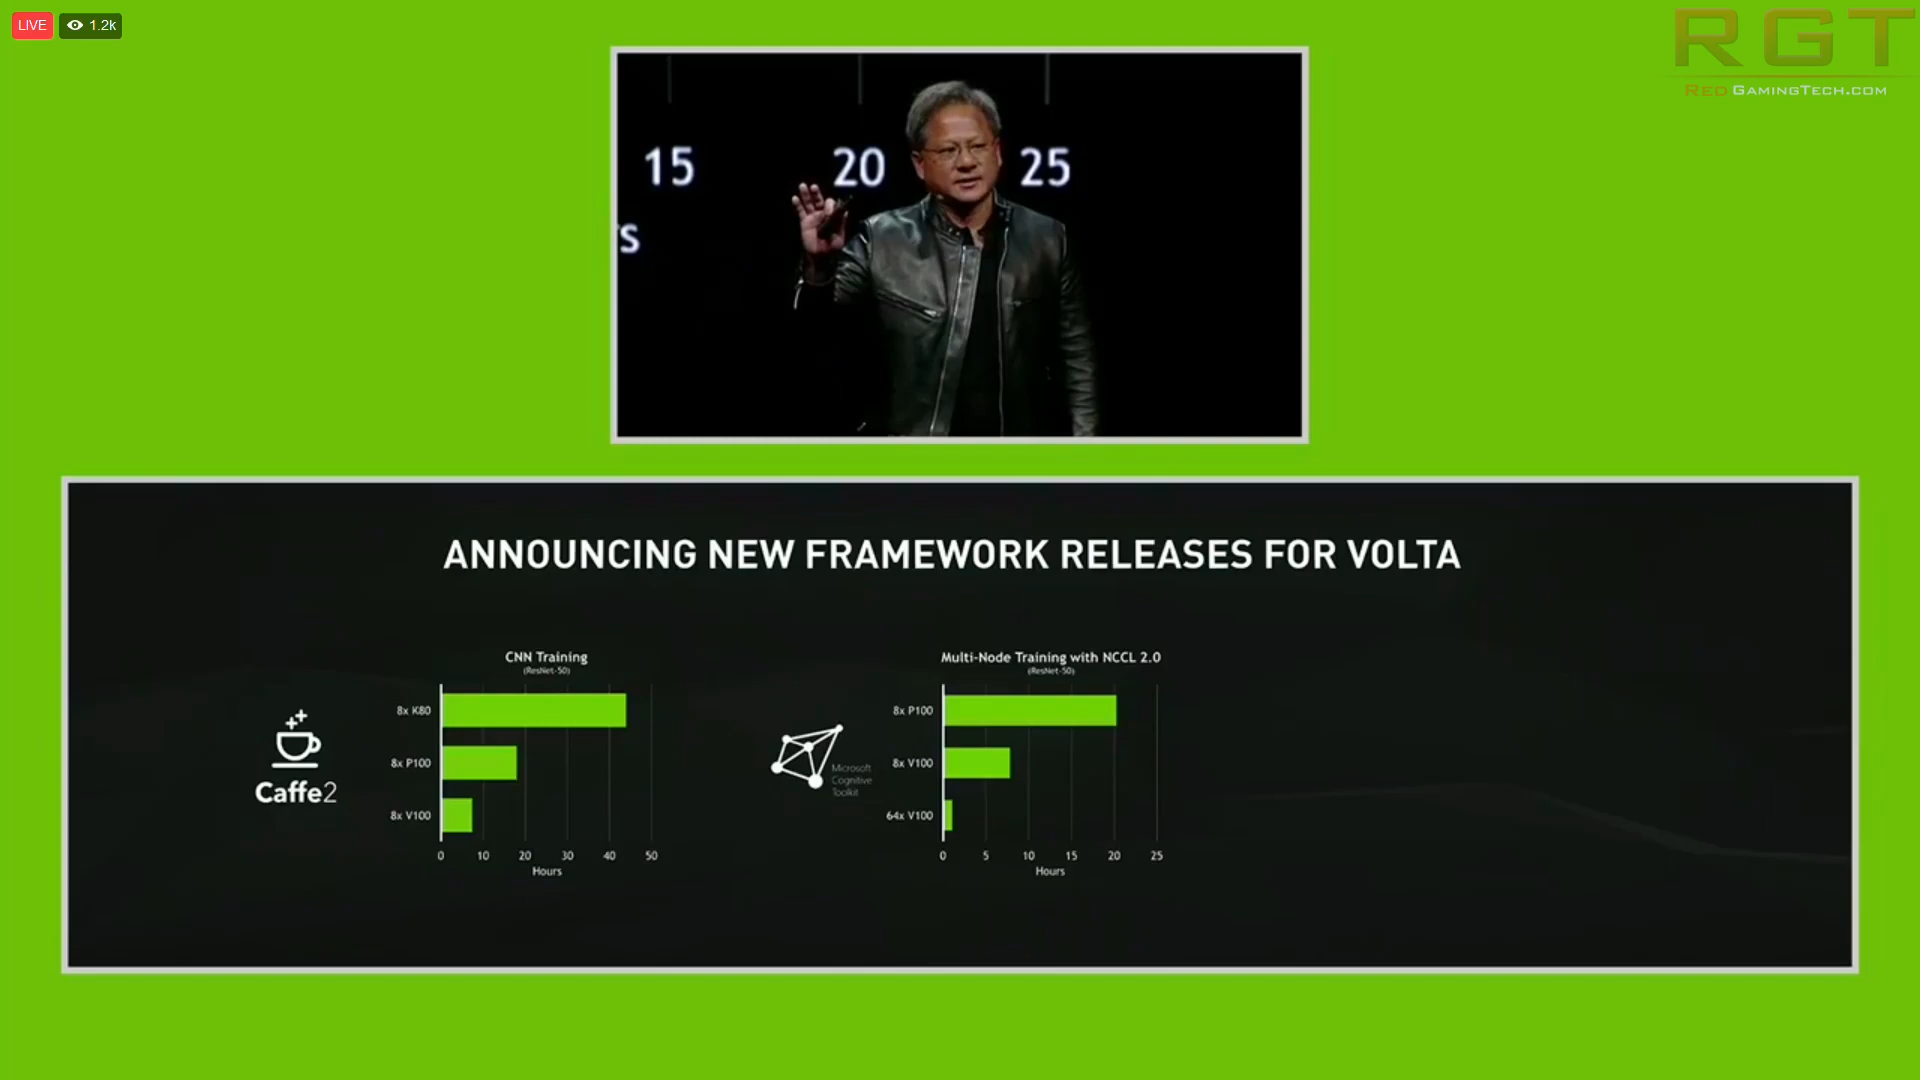 LIVE 1.2k
RGT
RedGamingTech.com
15 20 25
rs
ANNOUNCING NEW FRAMEWORK RELEASES FOR VOLTA
CNN Training
(ResNet-50)
8x K80
8x P100
8x V100
0 10 20 30 40 50
Hours
Caffe2
Multi-Node Training with NCCL 2.0
(ResNet-50)
8x P100
8x V100
64x V100
0 5 10 15 20 25
Hours
Microsoft
Cognitive
Toolkit